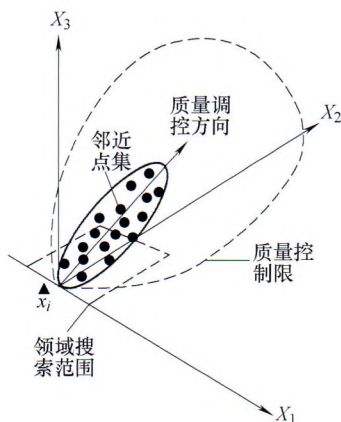 X₃
质量调
控方向
X₂
邻近
点集
质量控
制限
xᵢ
领域搜
索范围
X₁